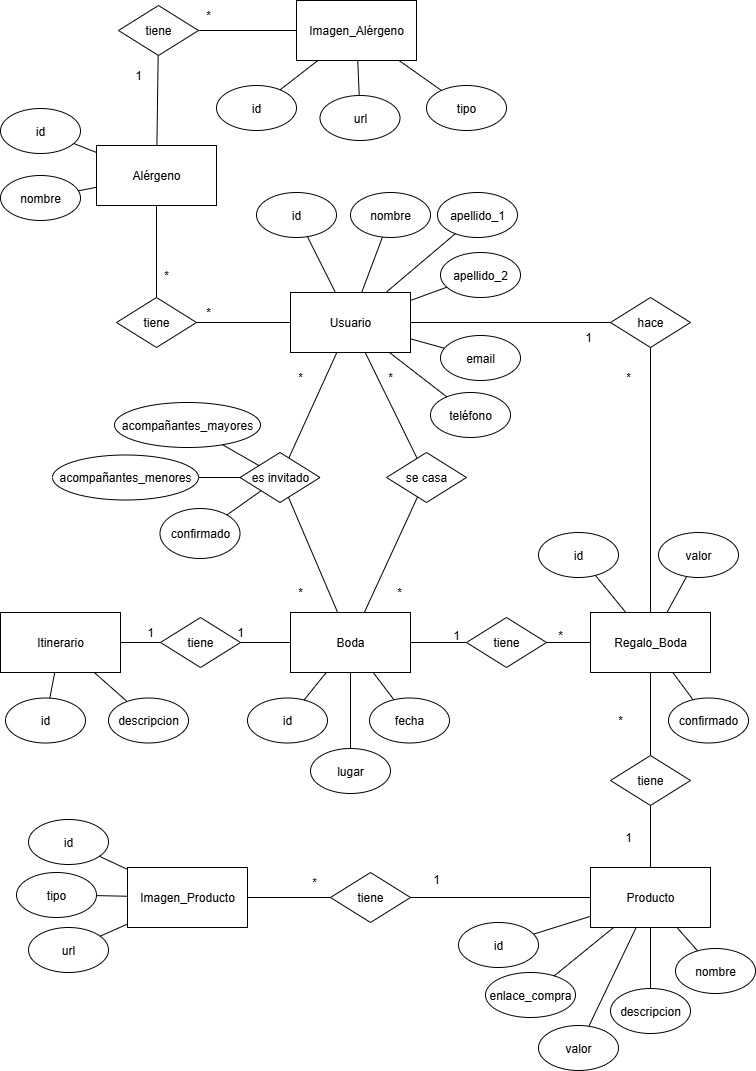 *
tiene
Imagen_Alérgeno
1
id
url
tipo
id
Alérgeno
nombre
id
nombre
apellido_1
apellido_2
*
*
tiene
Usuario
hace
1
email
*
*
*
teléfono
acompañantes_mayores
acompañantes_menores
es invitado
se casa
confirmado
id
valor
*
*
Itinerario
1
tiene
1
Boda
1
tiene
*
Regalo_Boda
id
descripcion
id
fecha
lugar
*
confirmado
tiene
1
id
tipo
Imagen_Producto
url
*
tiene
1
Producto
id
enlace_compra
valor
descripcion
nombre